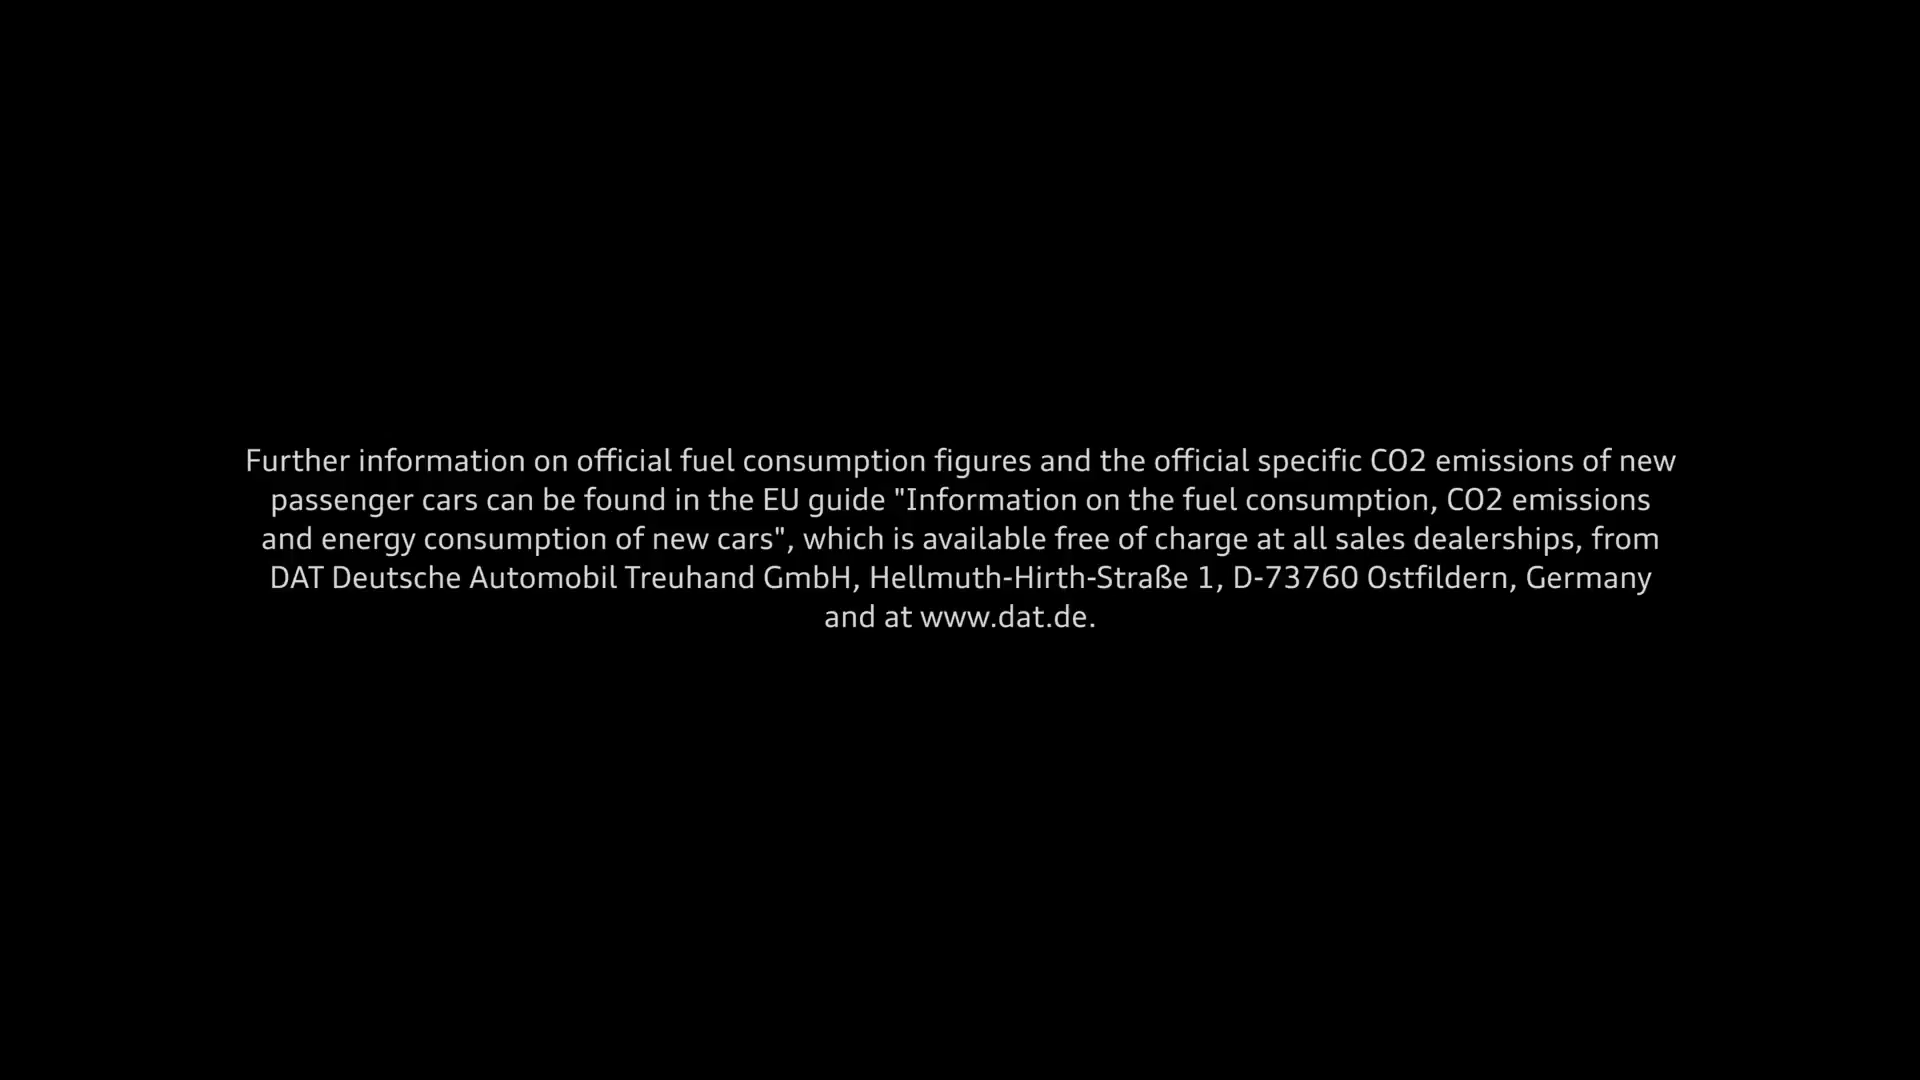 Further information on official fuel consumption figures and the official specific CO2 emissions of new
passenger cars can be found in the EU guide "Information on the fuel consumption, CO2 emissions
and energy consumption of new cars", which is available free of charge at all sales dealerships, from
DAT Deutsche Automobil Treuhand GmbH, Hellmuth-Hirth-Straße 1, D-73760 Ostfildern, Germany
and at www.dat.de.